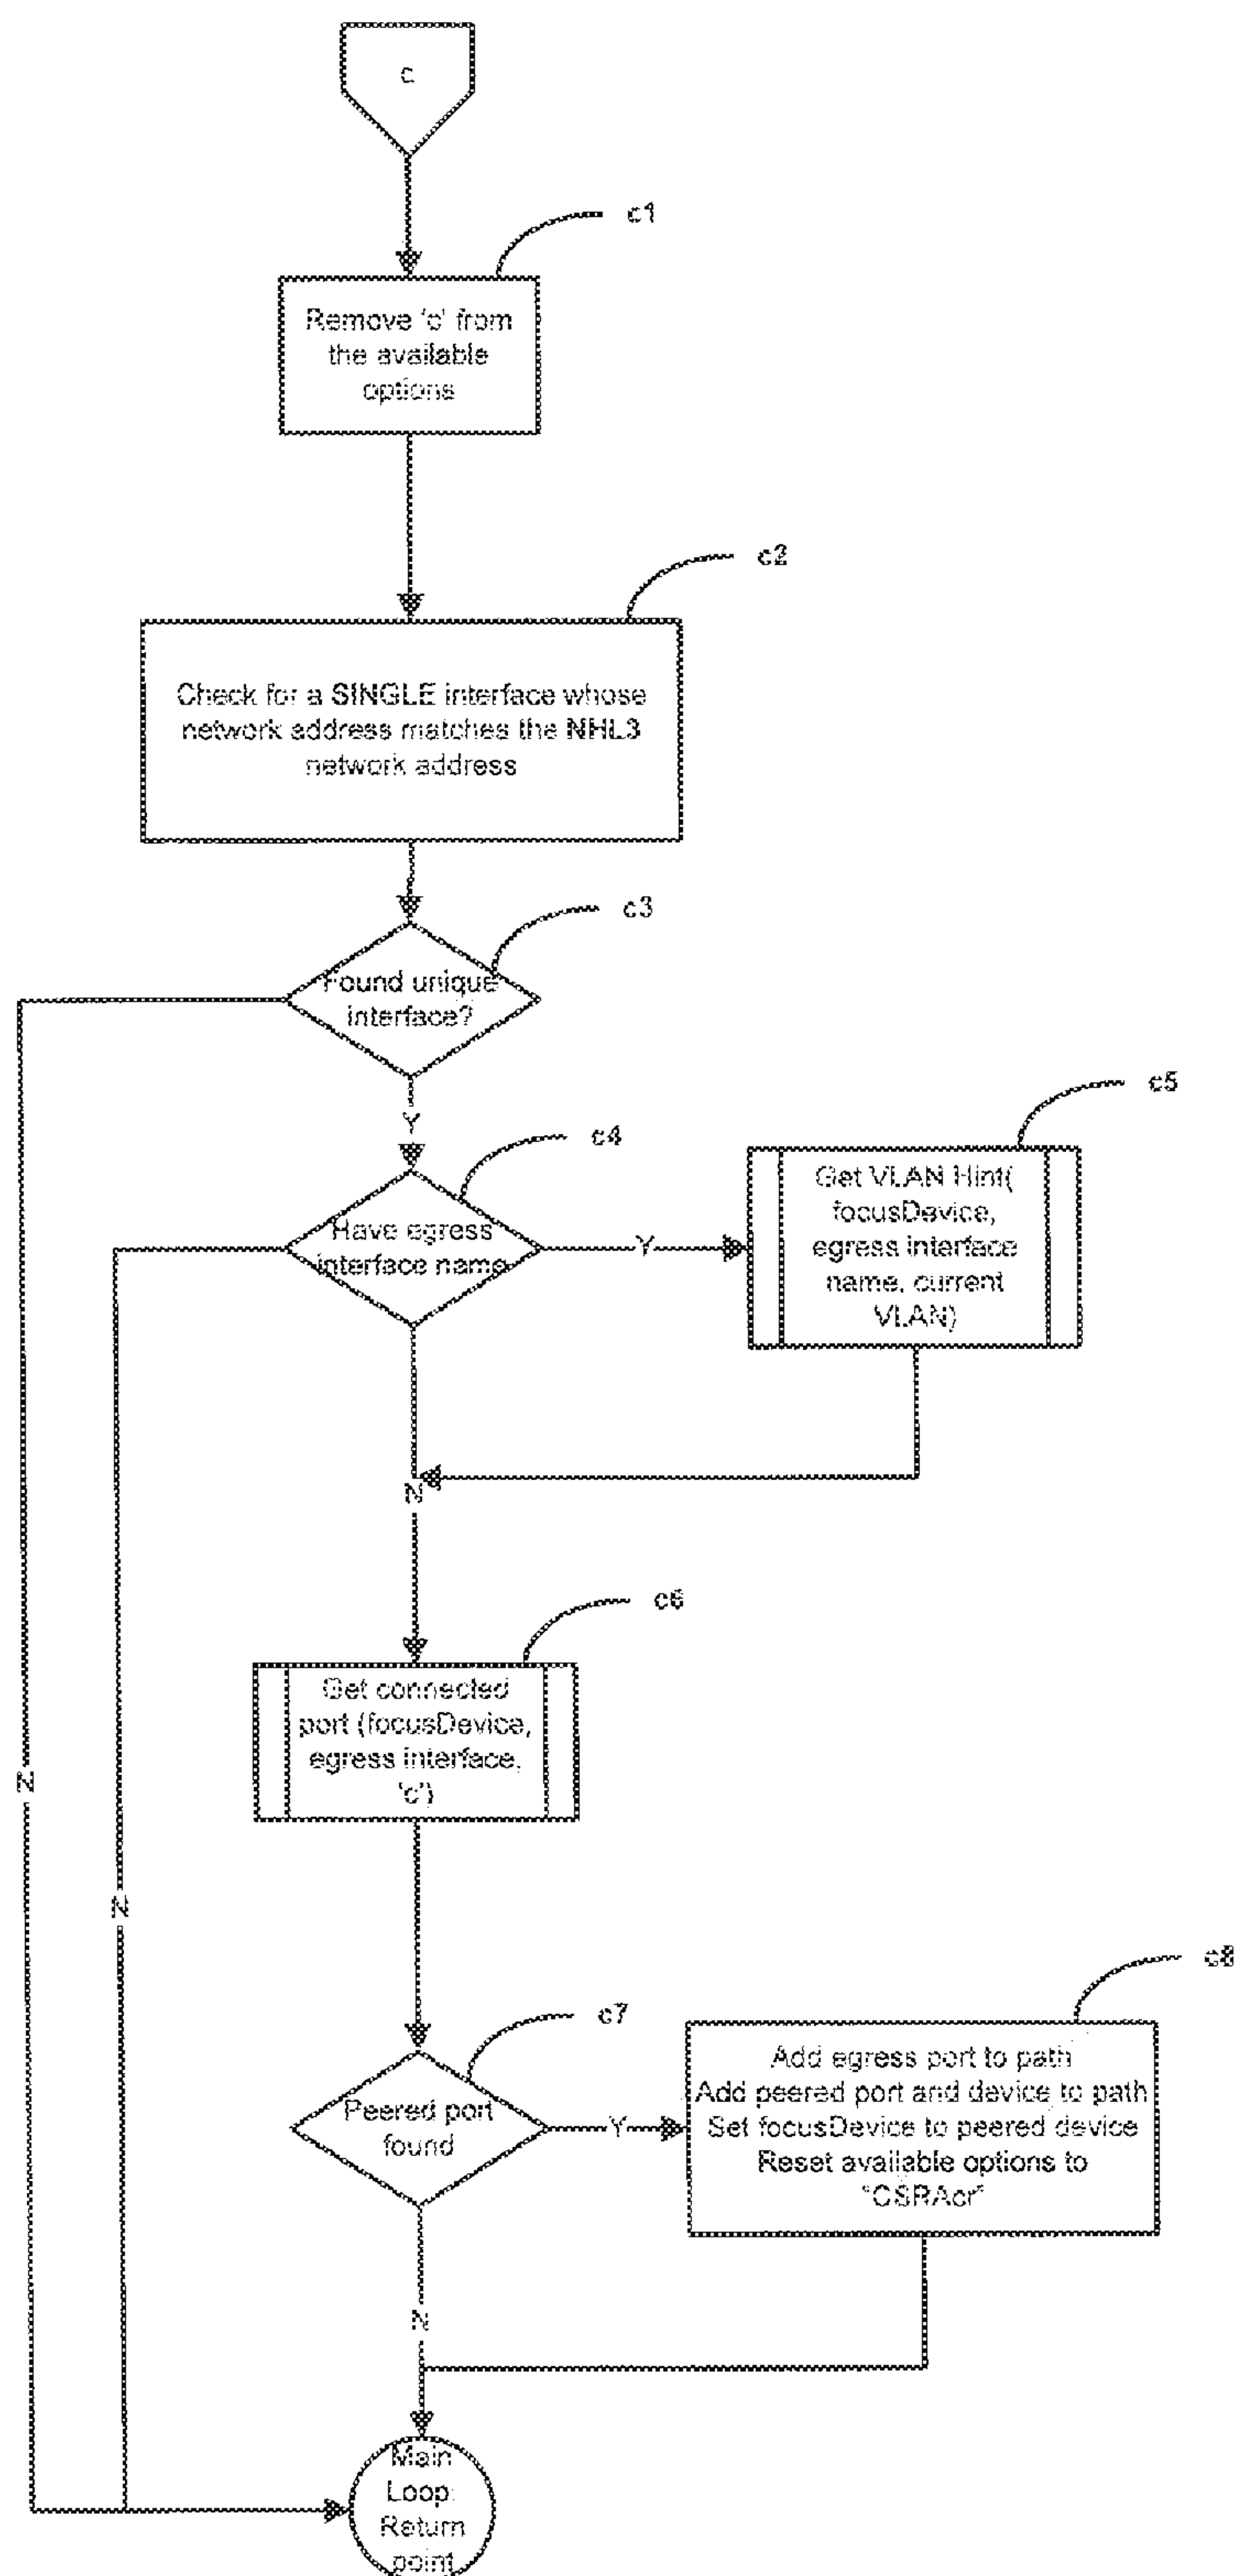 c
c1
Remove 'c' from
the available
options
c2
Check for a SINGLE interface whose
network address matches the NHL3
network address
c3
Found unique
interface?
Y
c4
Have egress
interface name
Y
c5
Get VLAN Hint(
focusDevice,
egress interface
name, current
VLAN)
N
c6
Get connected
port (focusDevice,
egress interface,
'c')
N
N
c7
Peered port
found
Y
c8
Add egress port to path
Add peered port and device to path
Set focusDevice to peered device
Reset available options to
"CSRAcr"
N
Main
Loop:
Return
point